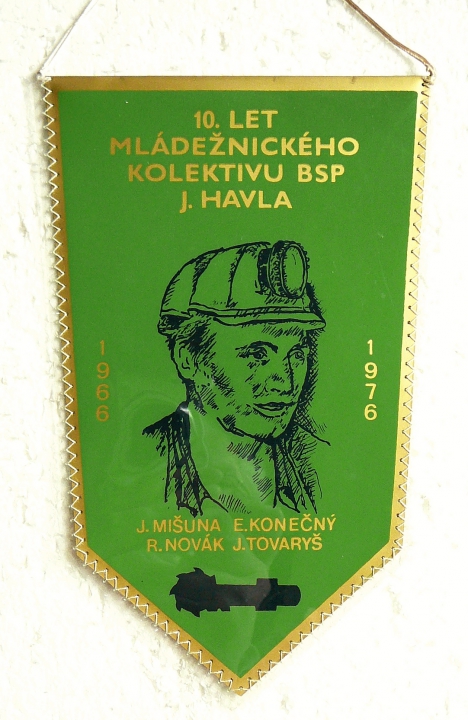 10. LET
MLÁDEŽNICKÉHO
KOLEKTIVU BSP
J. HAVLA
1966
1976
J. MIŠUNA E.KONEČNÝ
R.NOVÁK J.TOVARYŠ